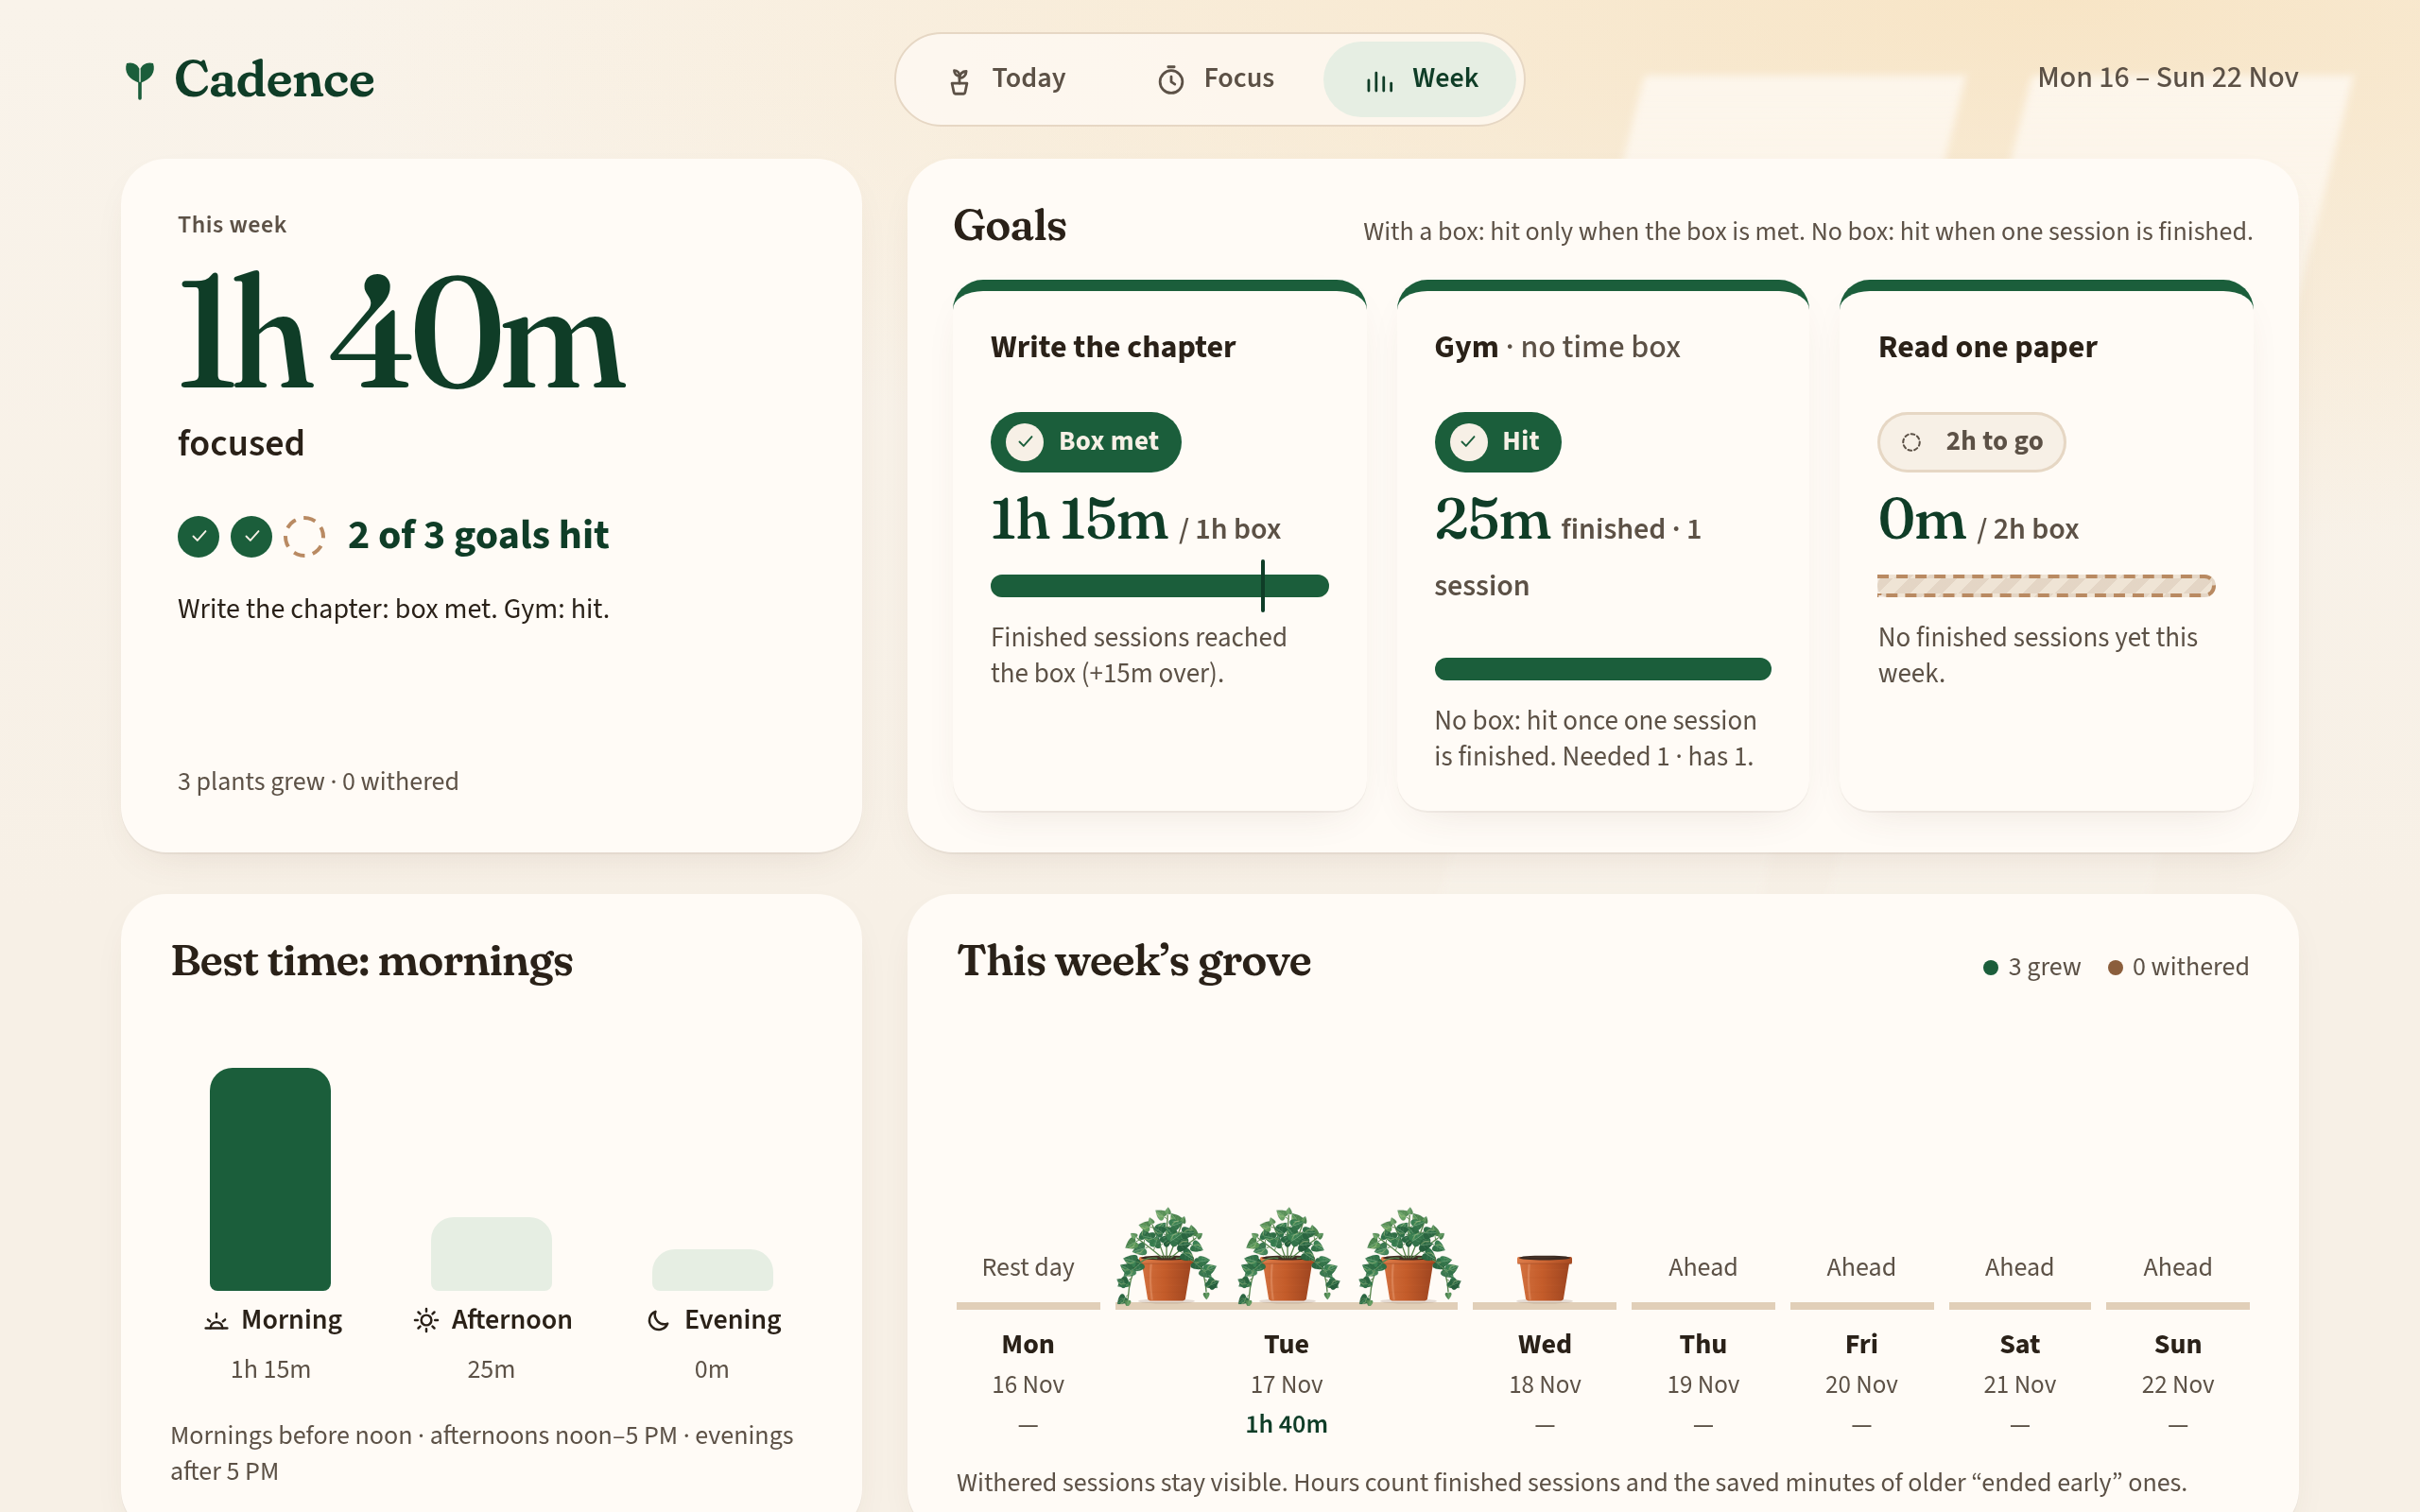 Cadence
Today
Focus
Week
Mon 16 – Sun 22 Nov
This week
1h 40m
focused
2 of 3 goals hit
Write the chapter: box met. Gym: hit.
3 plants grew · 0 withered
Goals
With a box: hit only when the box is met. No box: hit when one session is finished.
Write the chapter
Box met
1h 15m / 1h box
Finished sessions reached
the box (+15m over).
Gym · no time box
Hit
25m finished · 1
session
No box: hit once one session
is finished. Needed 1 · has 1.
Read one paper
2h to go
0m / 2h box
No finished sessions yet this
week.
Best time: mornings
Morning
1h 15m
Afternoon
25m
Evening
0m
Mornings before noon · afternoons noon–5 PM · evenings
after 5 PM
This week’s grove
3 grew
0 withered
Rest day
Mon
16 Nov
—
Tue
17 Nov
1h 40m
Wed
18 Nov
—
Ahead
Thu
19 Nov
—
Ahead
Fri
20 Nov
—
Ahead
Sat
21 Nov
—
Ahead
Sun
22 Nov
—
Withered sessions stay visible. Hours count finished sessions and the saved minutes of older “ended early” ones.